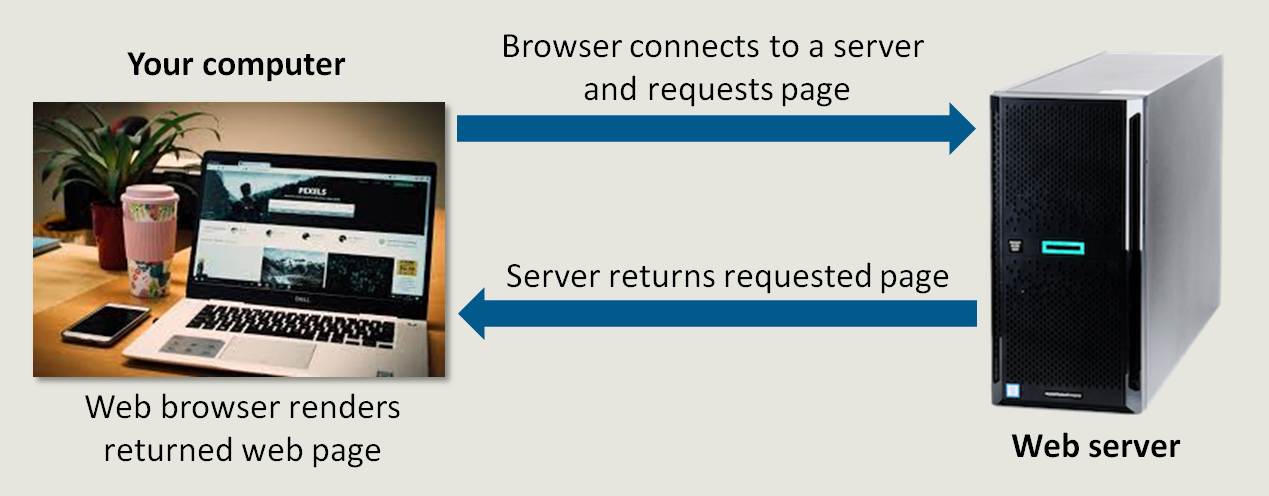 Your computer
Browser connects to a server
and requests page
PEXELS
DELL
Server returns requested page
Web browser renders
returned web page
Web server